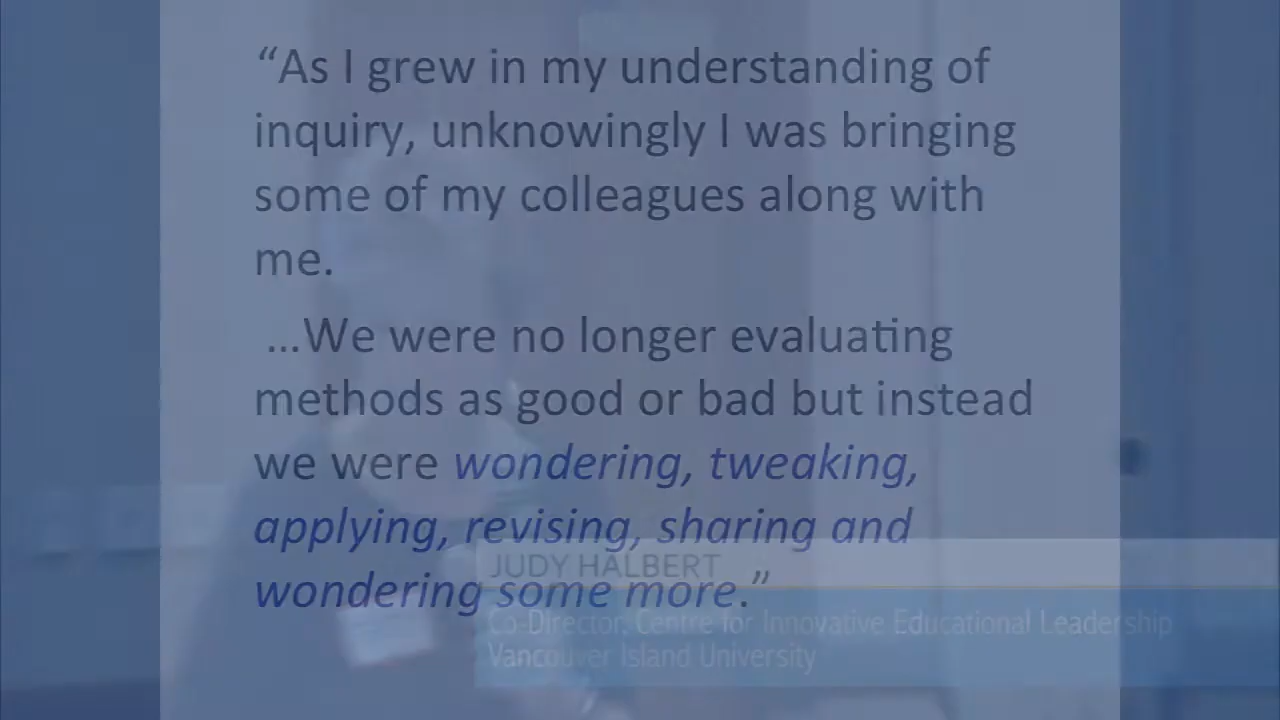 “As I grew in my understanding of
inquiry, unknowingly I was bringing
some of my colleagues along with
me.
…We were no longer evaluating
methods as good or bad but instead
we were wondering, tweaking,
applying, revising, sharing and
wondering some more.”
JUDY HALBERT
Co-Director, Centre for Innovative Educational Leadership
Vancouver Island University